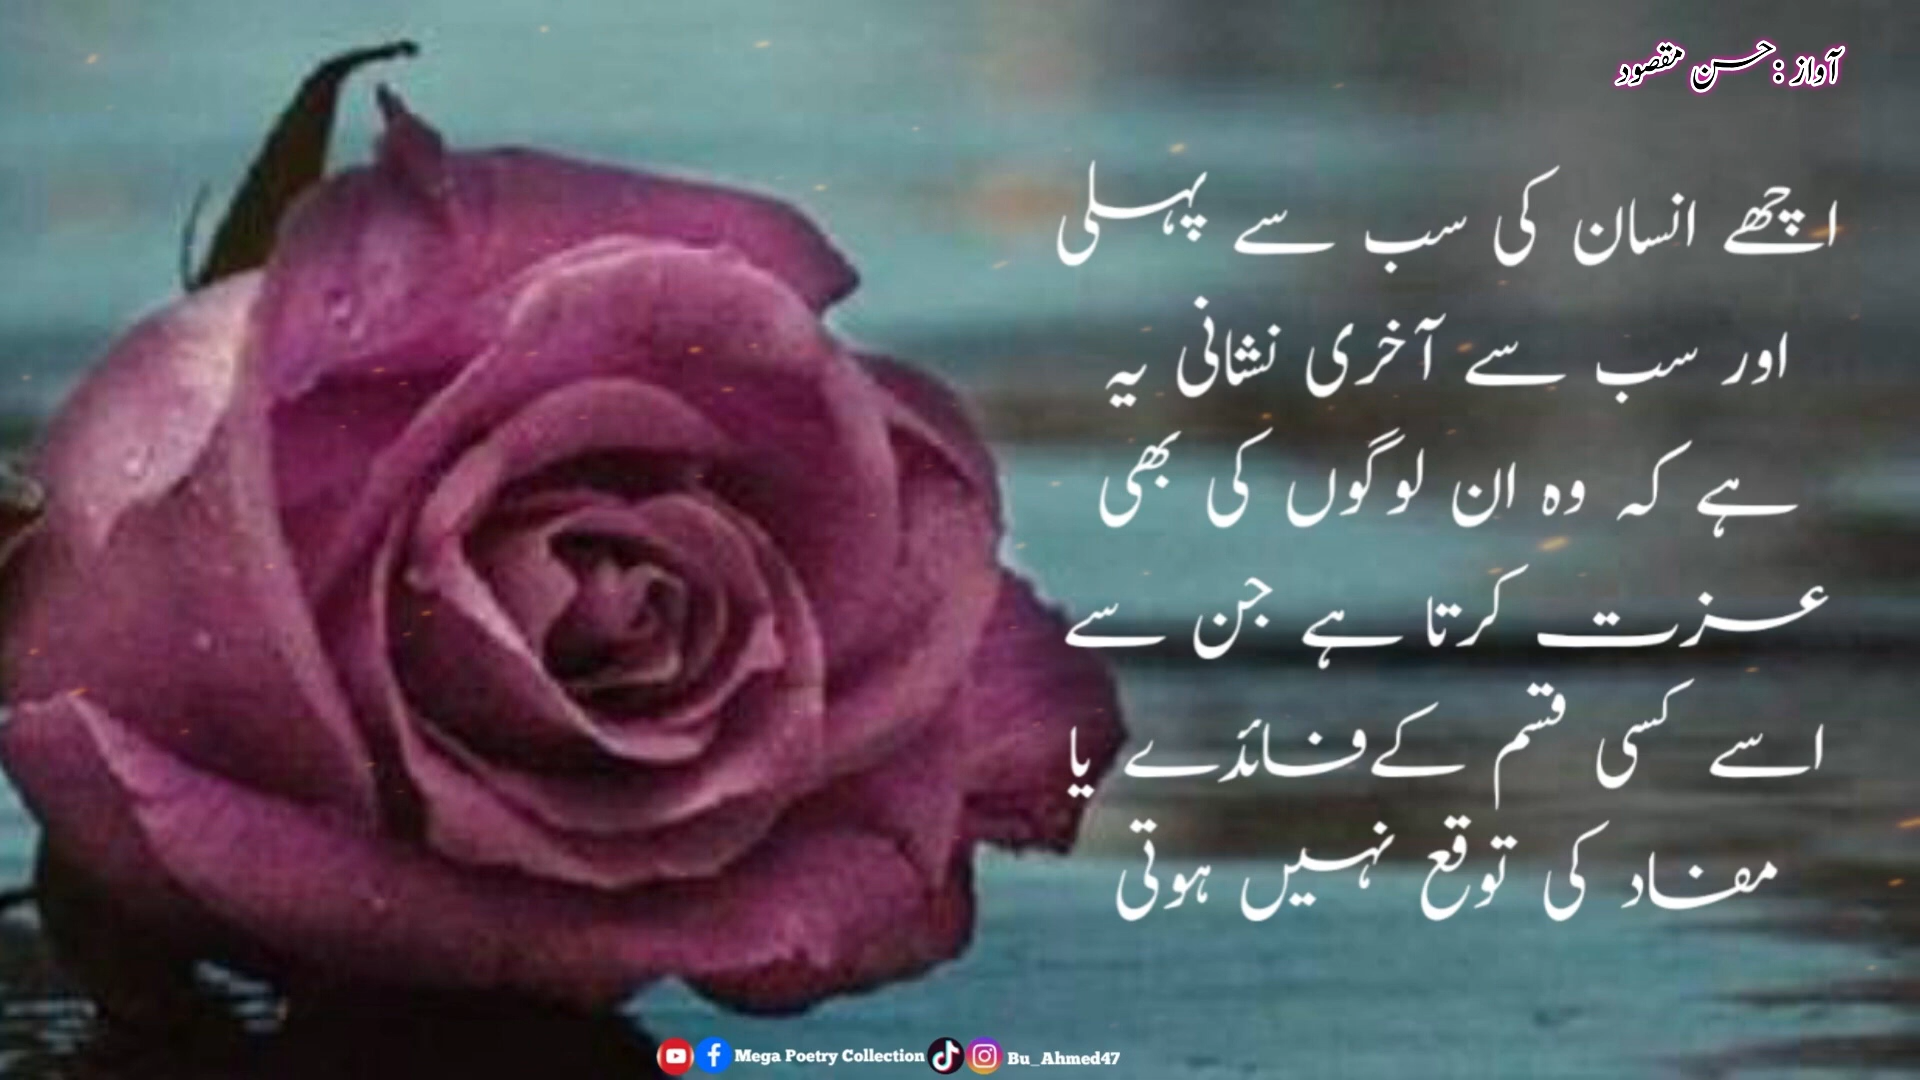 آواز : حسن مقصود
اچھے انسان کی سب سے پہلی
اور سب سے آخری نشانی یہ
ہے کہ وہ ان لوگوں کی بھی
عزت کرتا ہے جن سے
اسے کسی قسم کے فائدے یا
مفاد کی توقع نہیں ہوتی
Mega Poetry Collection Bu_Ahmed47